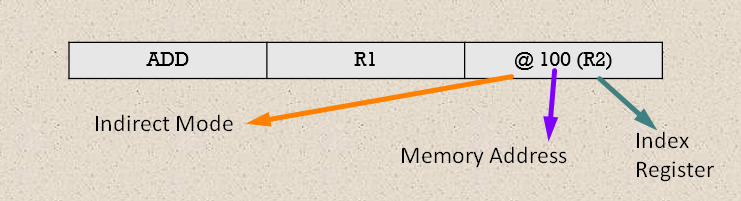 ADD R1 @ 100 (R2)
Indirect Mode
Memory Address
Index
Register